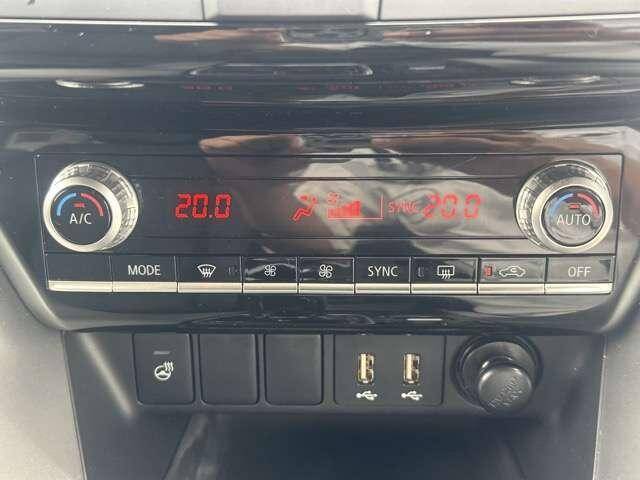 A/C
20.0
SYNC
20.0
AUTO
MODE
SYNC
OFF